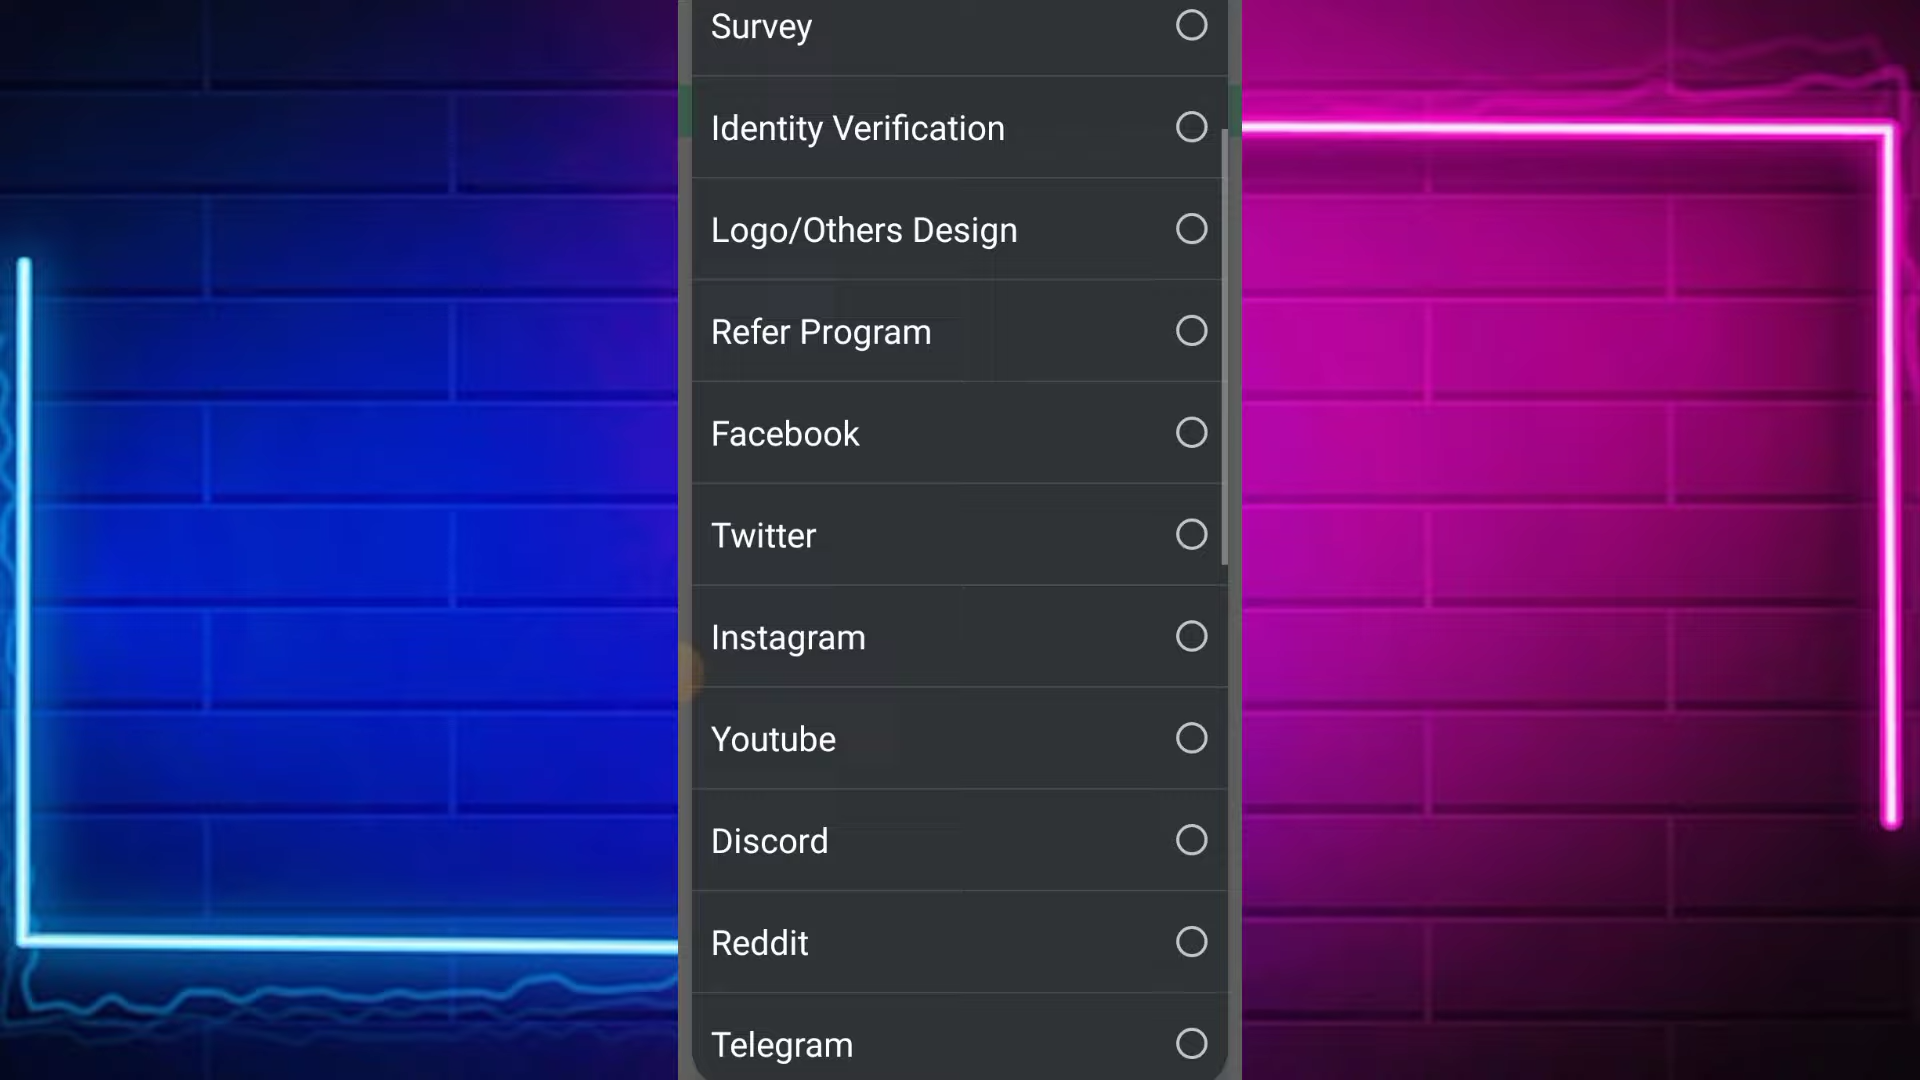 Survey
Identity Verification
Logo/Others Design
Refer Program
Facebook
Twitter
Instagram
Youtube
Discord
Reddit
Telegram